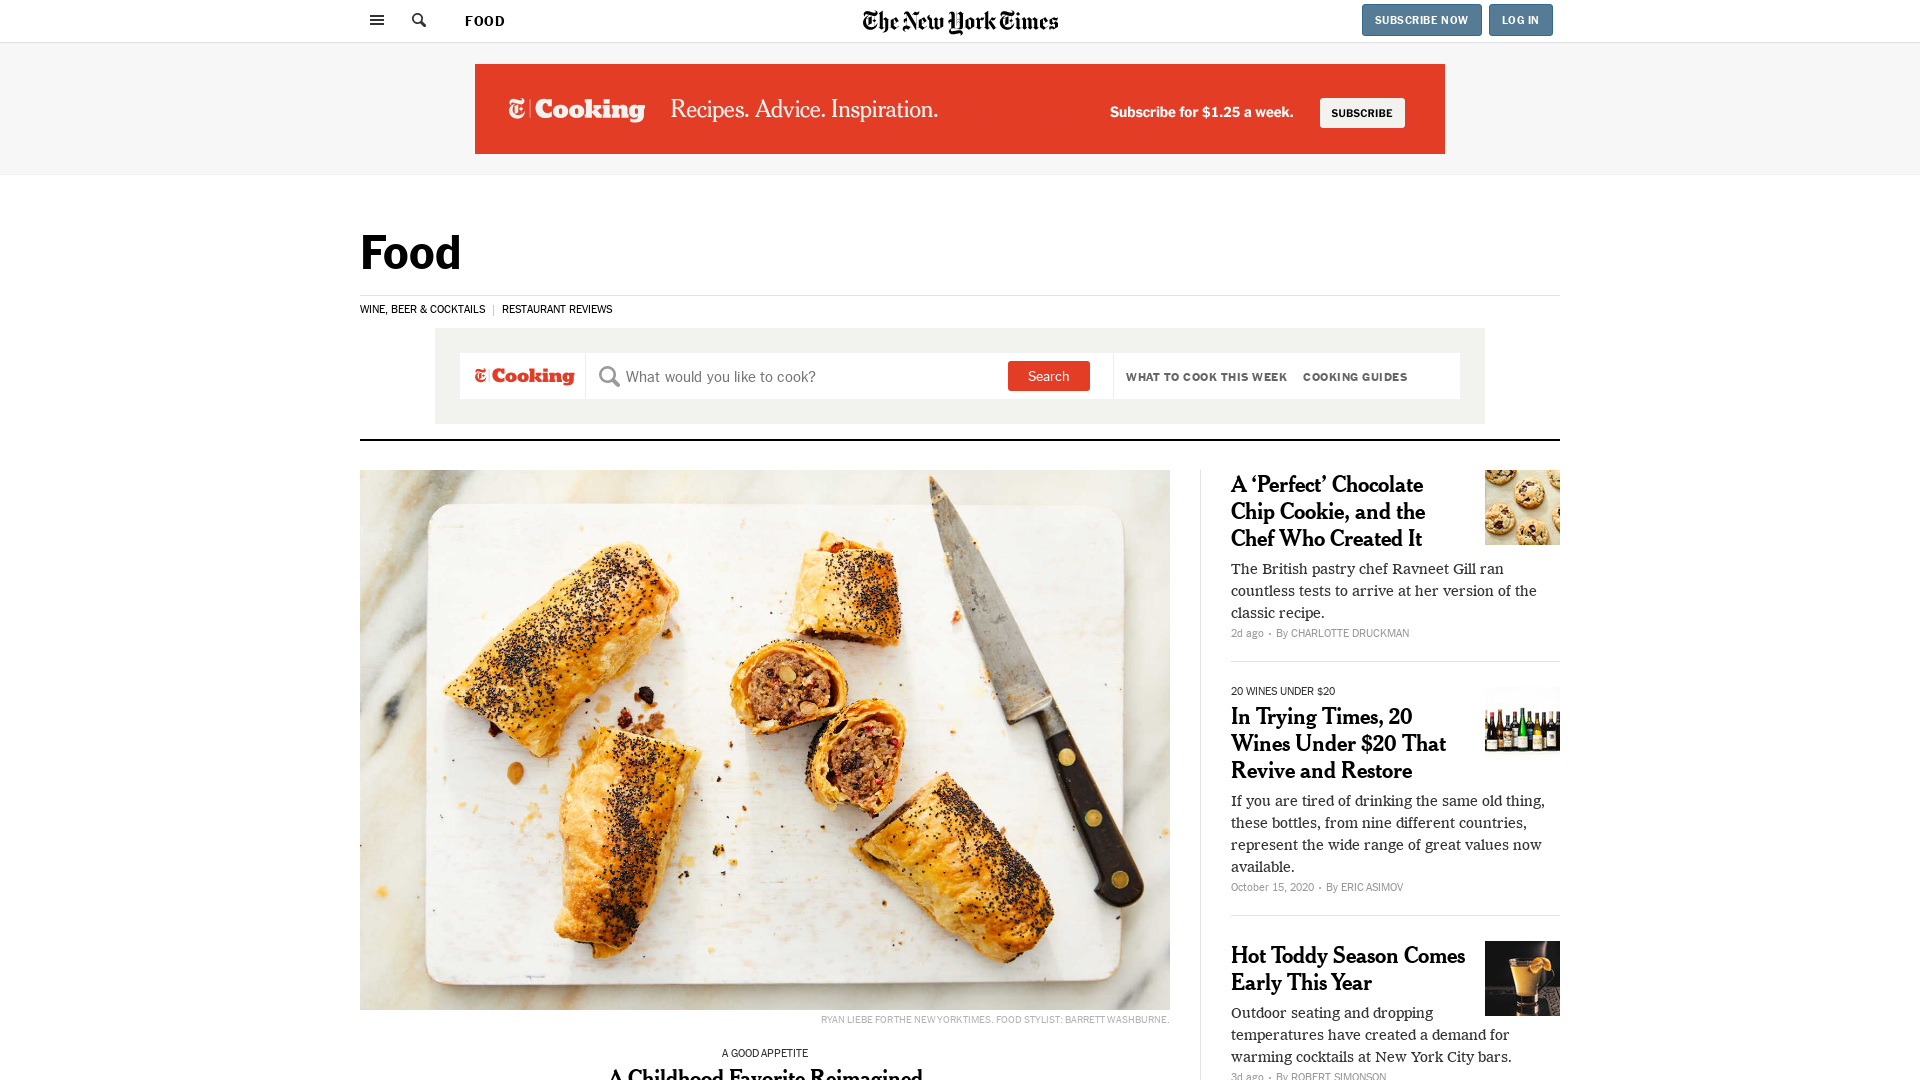 FOOD
The New York Times
SUBSCRIBE NOW
LOG IN
T Cooking
Recipes. Advice. Inspiration.
Subscribe for $1.25 a week.
SUBSCRIBE
Food
WINE, BEER & COCKTAILS
RESTAURANT REVIEWS
T Cooking
What would you like to cook?
Search
WHAT TO COOK THIS WEEK
COOKING GUIDES
RYAN LIEBE FOR THE NEW YORK TIMES. FOOD STYLIST: BARRETT WASHBURNE.
A GOOD APPETITE
A Childhood Favorite Reimagined
A ‘Perfect’ Chocolate
Chip Cookie, and the
Chef Who Created It
The British pastry chef Ravneet Gill ran
countless tests to arrive at her version of the
classic recipe.
2d ago • By CHARLOTTE DRUCKMAN
20 WINES UNDER $20
In Trying Times, 20
Wines Under $20 That
Revive and Restore
If you are tired of drinking the same old thing,
these bottles, from nine different countries,
represent the wide range of great values now
available.
October 15, 2020 • By ERIC ASIMOV
Hot Toddy Season Comes
Early This Year
Outdoor seating and dropping
temperatures have created a demand for
warming cocktails at New York City bars.
3d ago • By ROBERT SIMONSON